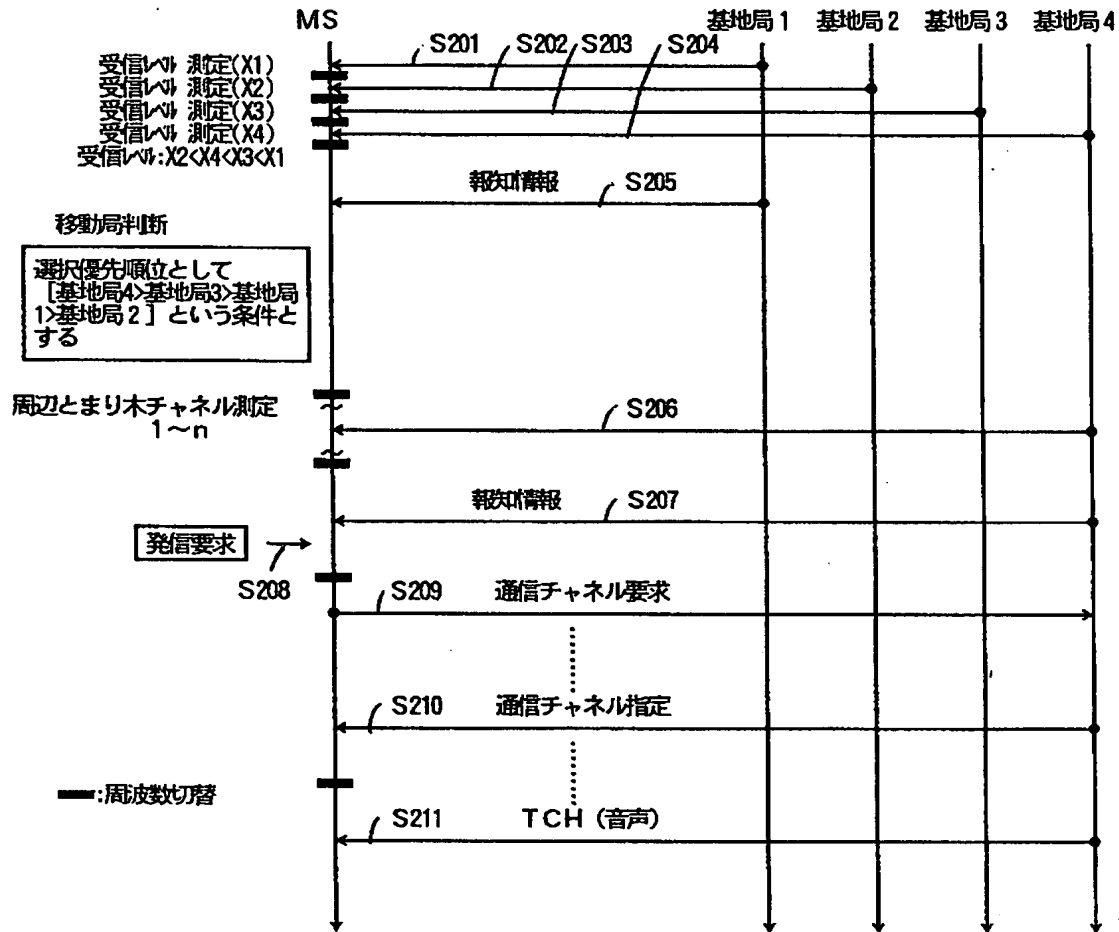 MS
基地局1 基地局2 基地局3 基地局4
S201 S202 S203 S204
受信レベル 測定(X1)
受信レベル 測定(X2)
受信レベル 測定(X3)
受信レベル 測定(X4)
受信レベル:X2<X4<X3<X1
報知情報 S205
移動局判断
選択優先順位として
[基地局4>基地局3>基地局
1>基地局2]という条件と
する
周辺とまり木チャネル測定
1~n
S206
報知情報 S207
発信要求
S208
S209 通信チャネル要求
S210 通信チャネル指定
:周波数切替
S211 TCH(音声)